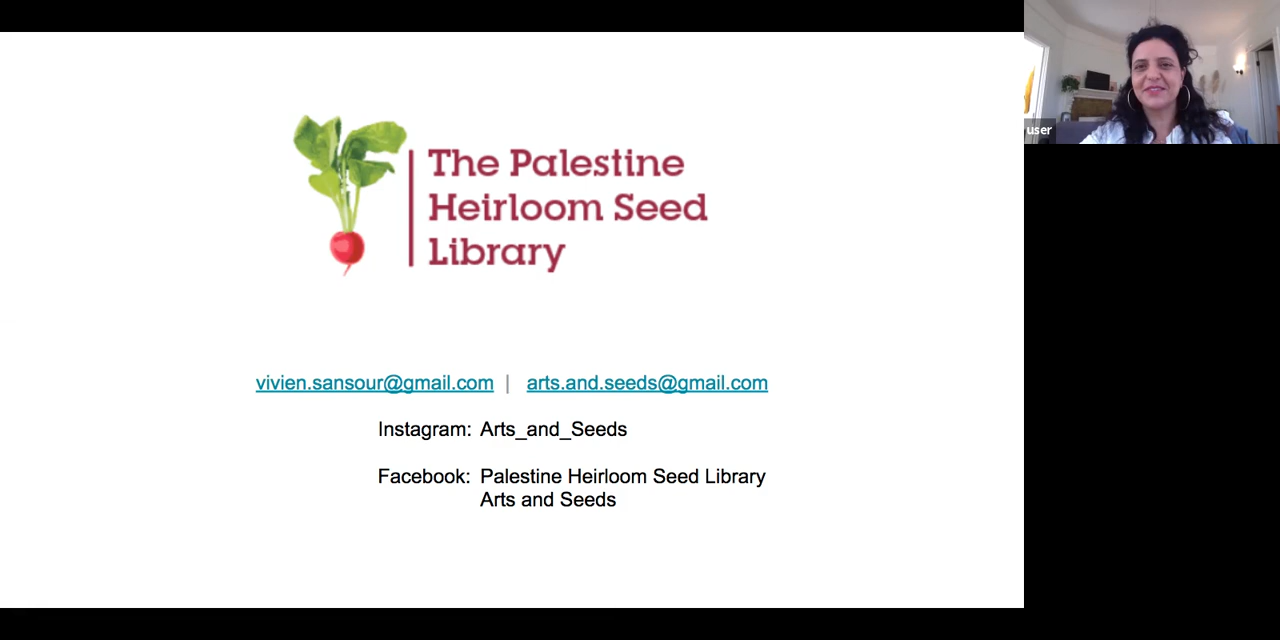 The Palestine
Heirloom Seed
Library
vivien.sansour@gmail.com | arts.and.seeds@gmail.com
Instagram: Arts_and_Seeds
Facebook: Palestine Heirloom Seed Library
Arts and Seeds
user